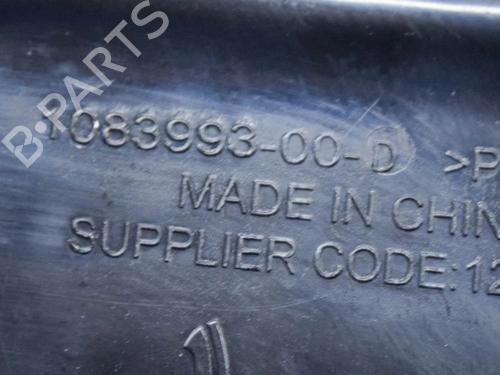 B-PARTS
1083993-00-D >P
MADE IN CHIN
SUPPLIER CODE:12